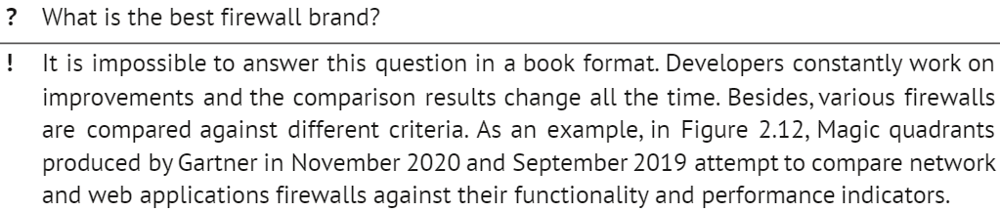 ? What is the best firewall brand?
! It is impossible to answer this question in a book format. Developers constantly work on
improvements and the comparison results change all the time. Besides, various firewalls
are compared against different criteria. As an example, in Figure 2.12, Magic quadrants
produced by Gartner in November 2020 and September 2019 attempt to compare network
and web applications firewalls against their functionality and performance indicators.